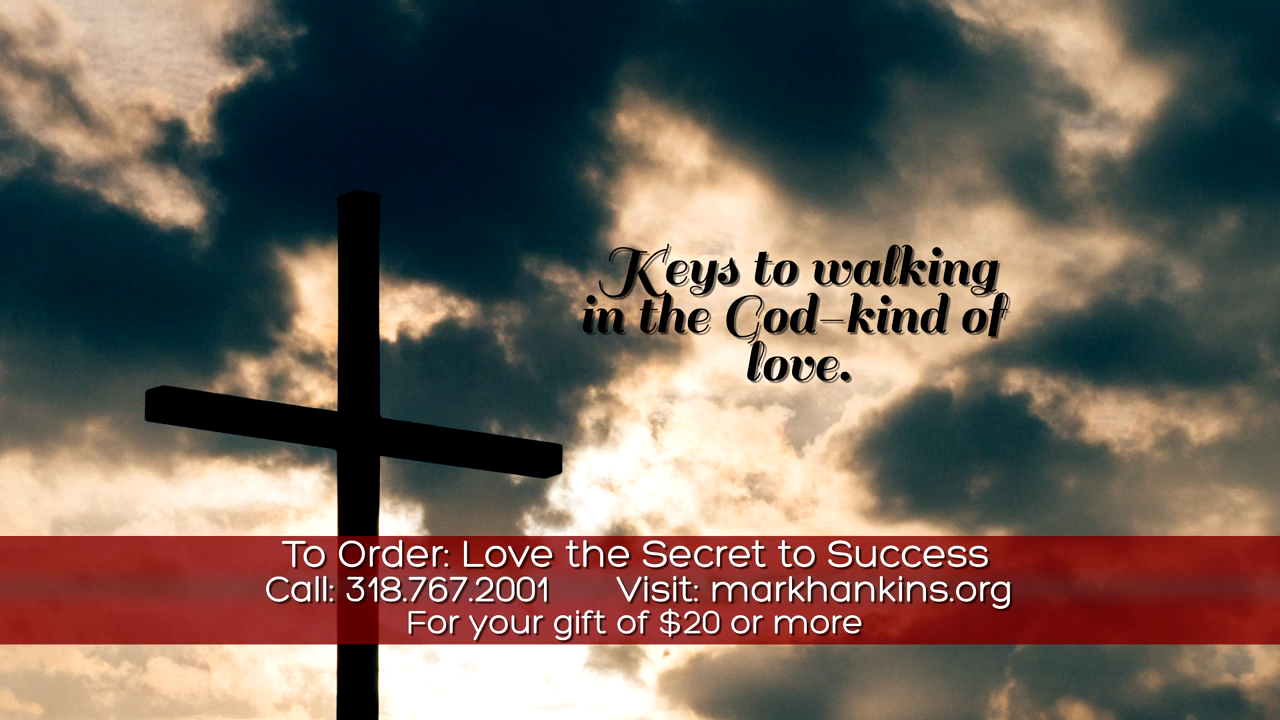 Keys to walking
in the God-kind of
love.
To Order: Love the Secret to Success
Call: 318.767.2001 Visit: markhankins.org
For your gift of $20 or more